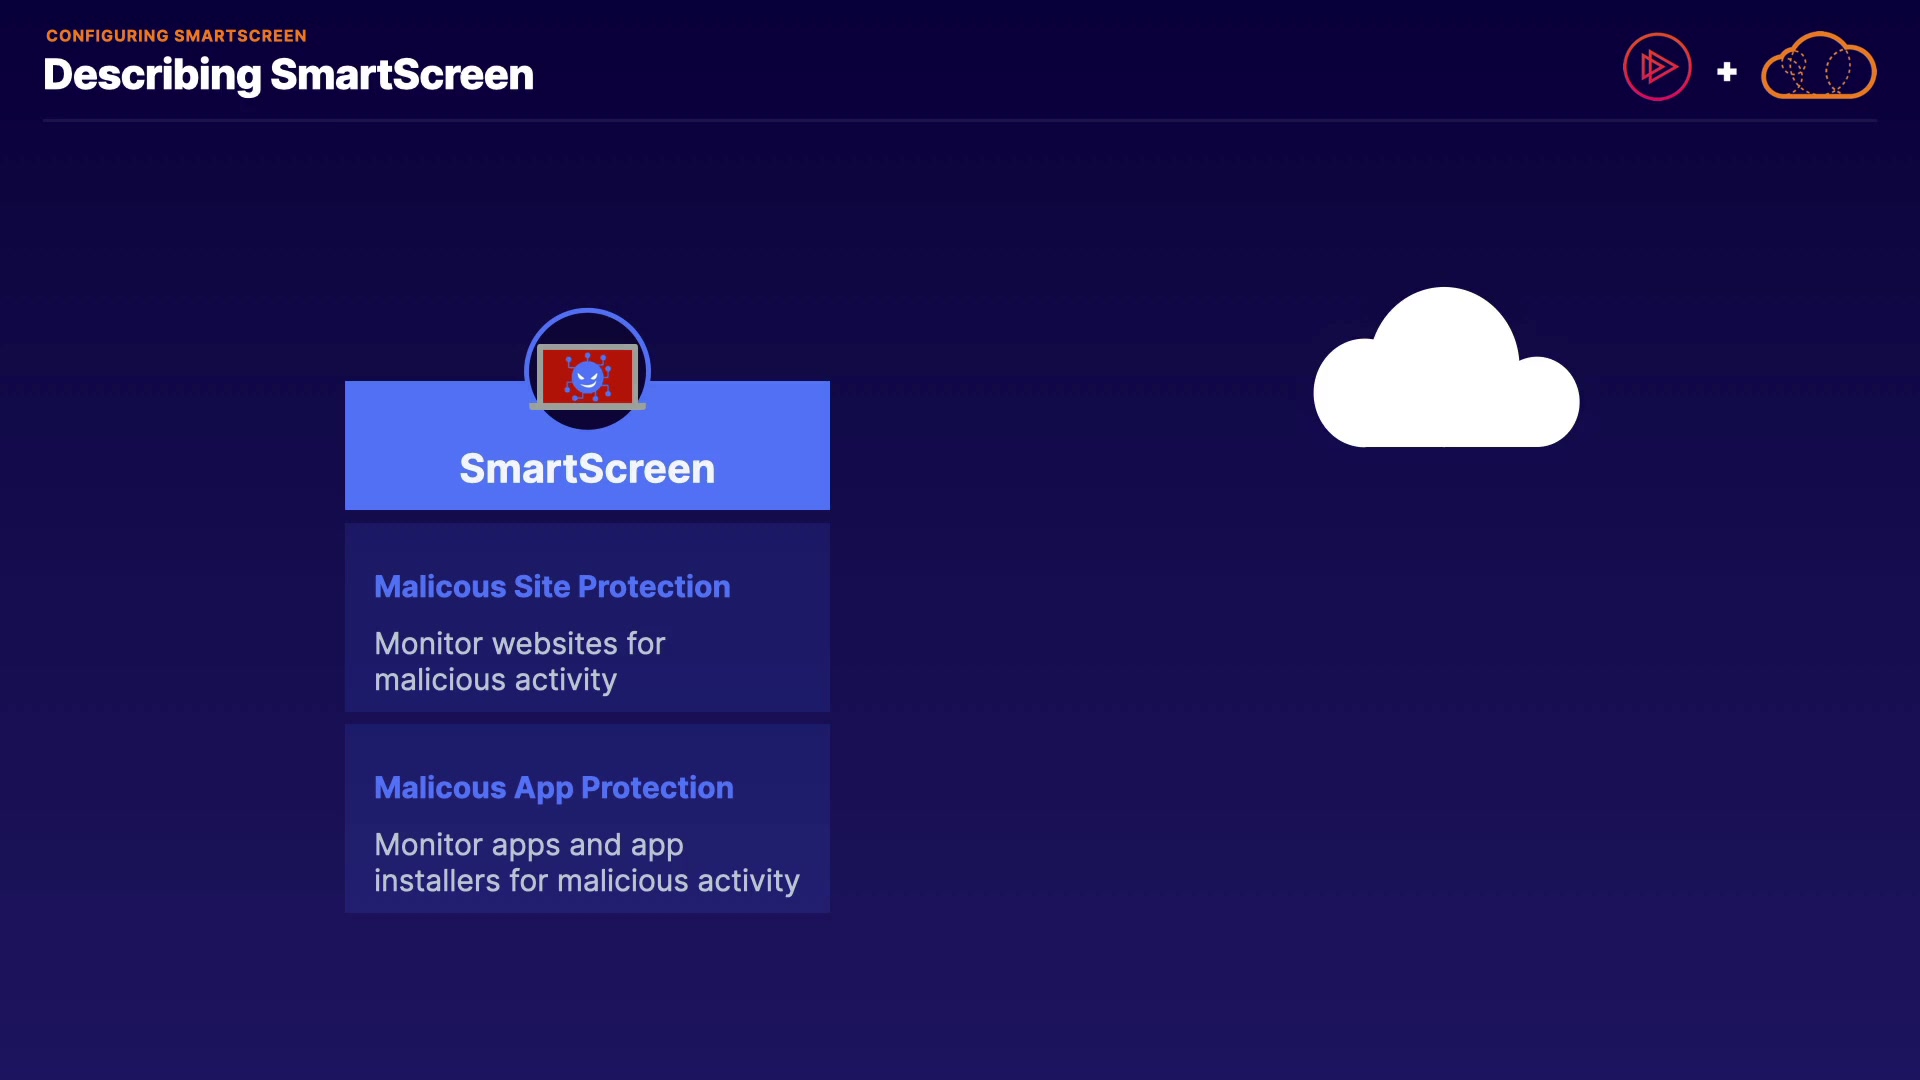 CONFIGURING SMARTSCREEN
Describing SmartScreen
SmartScreen
Malicous Site Protection
Monitor websites for
malicious activity
Malicous App Protection
Monitor apps and app
installers for malicious activity